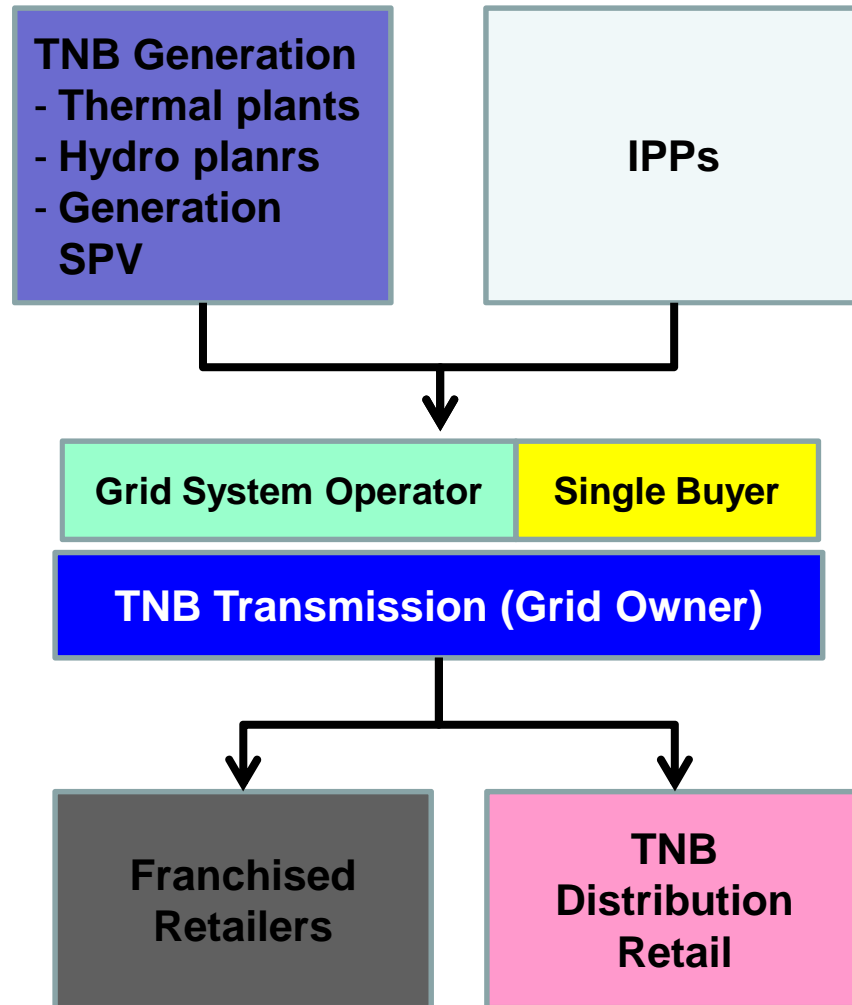 TNB Generation
- Thermal plants
- Hydro planrs
- Generation
SPV
IPPs
Grid System Operator
Single Buyer
TNB Transmission (Grid Owner)
Franchised
Retailers
TNB
Distribution
Retail